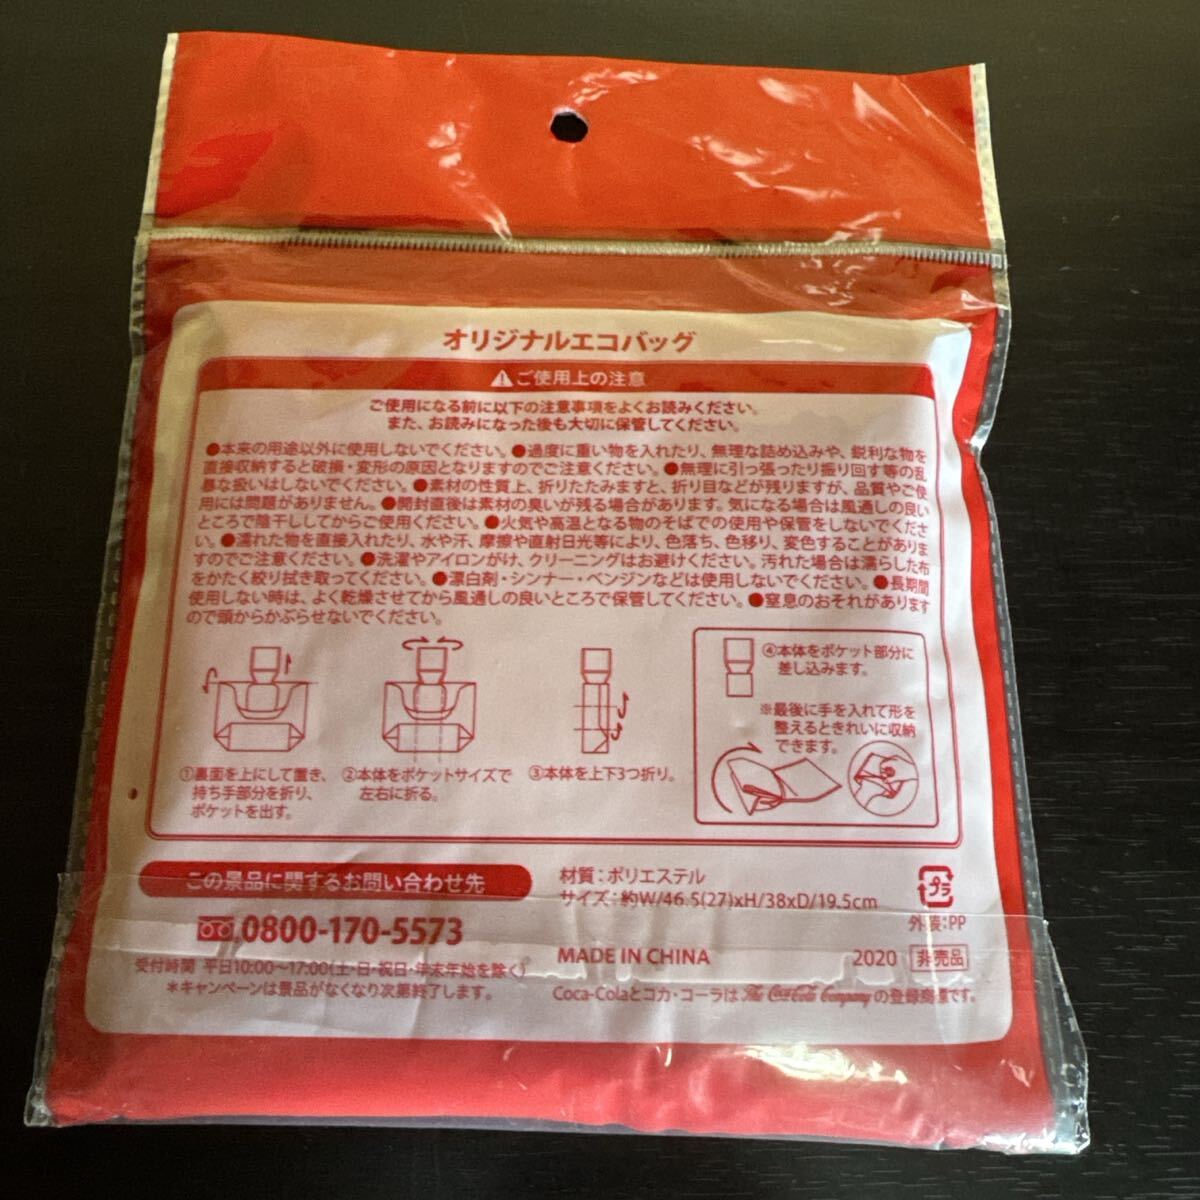 オリジナルエコバッグ
ご使用上の注意
ご使用になる前に以下の注意事項をよくお読みください。
また、お読みになった後も大切に保管してください。
●本来の用途以外に使用しないでください。●過度に重い物を入れたり、無理な詰め込みや、鋭利な物を
直接収納すると破損・変形の原因となりますのでご注意ください。●無理に引っ張ったり振り回す等の乱
暴な扱いはしないでください。●素材の性質上、折りたたみますと、折り目などが残りますが、品質やご使
用には問題がありません。●開封直後は素材の臭いが残る場合があります。気になる場合は風通しの良い
ところで陰干ししてからご使用ください。●火気や高温となる物のそばでの使用や保管をしないでくださ
い。●濡れた物を直接入れたり、水や汗、摩擦や直射日光等により、色落ち、色移り、変色することがありま
すのでご注意ください。●洗濯やアイロンがけ、クリーニングはお避けください。汚れた場合は濡らした布
をかたく絞り拭き取ってください。●漂白剤・シンナー・ベンジンなどは使用しないでください。●長期間
使用しない時は、よく乾燥させてから風通しの良いところで保管してください。●窒息のおそれがあります
ので頭からかぶらせないでください。
①裏面を上にして置き、
持ち手部分を折り、
ポケットを出す。
②本体をポケットサイズで
左右に折る。
③本体を上下3つ折り。
④本体をポケット部分に
差し込みます。
※最後に手を入れて形を
整えるときれいに収納
できます。
この景品に関するお問い合わせ先
0800-170-5573
受付時間 平日10:00〜17:00(土・日・祝日・年末年始を除く)
＊キャンペーンは景品がなくなり次第終了します。
材質：ポリエステル
サイズ：約W/46.5(27)xH/38xD/19.5cm
プラ
外装：PP
MADE IN CHINA
2020 非売品
Coca-Colaとコカ・コーラは The Coca-Cola Company の登録商標です。